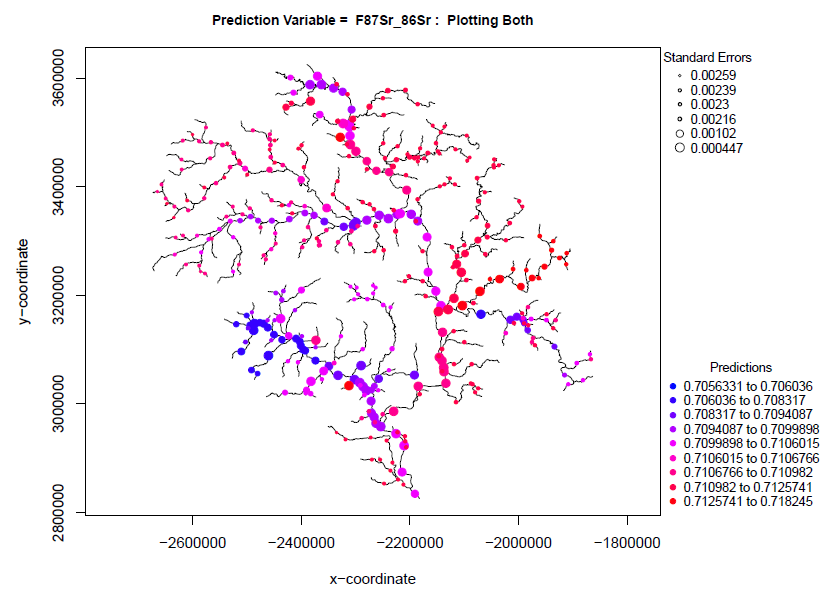 Prediction Variable = F87Sr_86Sr : Plotting Both
Standard Errors
0.00259
0.00239
0.0023
0.00216
0.00102
0.000447
Predictions
0.7056331 to 0.706036
0.706036 to 0.708317
0.708317 to 0.7094087
0.7094087 to 0.7099898
0.7099898 to 0.7106015
0.7106015 to 0.7106766
0.7106766 to 0.710982
0.710982 to 0.7125741
0.7125741 to 0.718245
y−coordinate
3600000
3400000
3200000
3000000
2800000
−2600000
−2400000
−2200000
−2000000
−1800000
x−coordinate